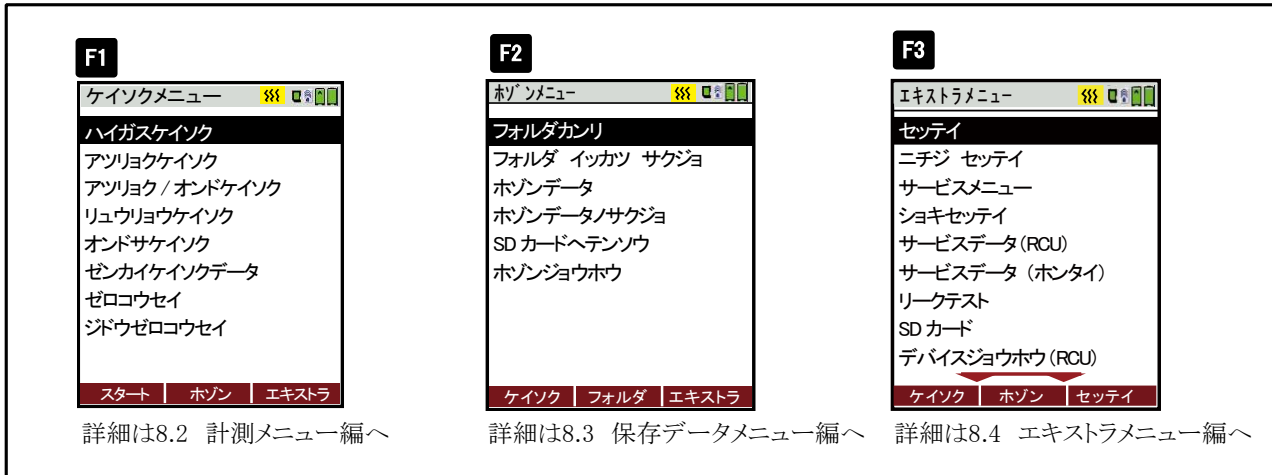 F1
ケイソクメニュー
ハイガスケイソク
アツリョクケイソク
アツリョク / オンドケイソク
リュウリョウケイソク
オンドサケイソク
ゼンカイケイソクデータ
ゼロコウセイ
ジドウゼロコウセイ
スタート ホゾン エキストラ
詳細は8.2 計測メニュー編へ
F2
ホゾンメニュー
フォルダカンリ
フォルダ イッカツ サクジョ
ホゾンデータ
ホゾンデータノサクジョ
SD カードヘテンソウ
ホゾンジョウホウ
ケイソク フォルダ エキストラ
詳細は8.3 保存データメニュー編へ
F3
エキストラメニュー
セッテイ
ニチジ セッテイ
サービスメニュー
ショキセッテイ
サービスデータ(RCU)
サービスデータ (ホンタイ)
リークテスト
SD カード
デバイスジョウホウ(RCU)
ケイソク ホゾン セッテイ
詳細は8.4 エキストラメニュー編へ